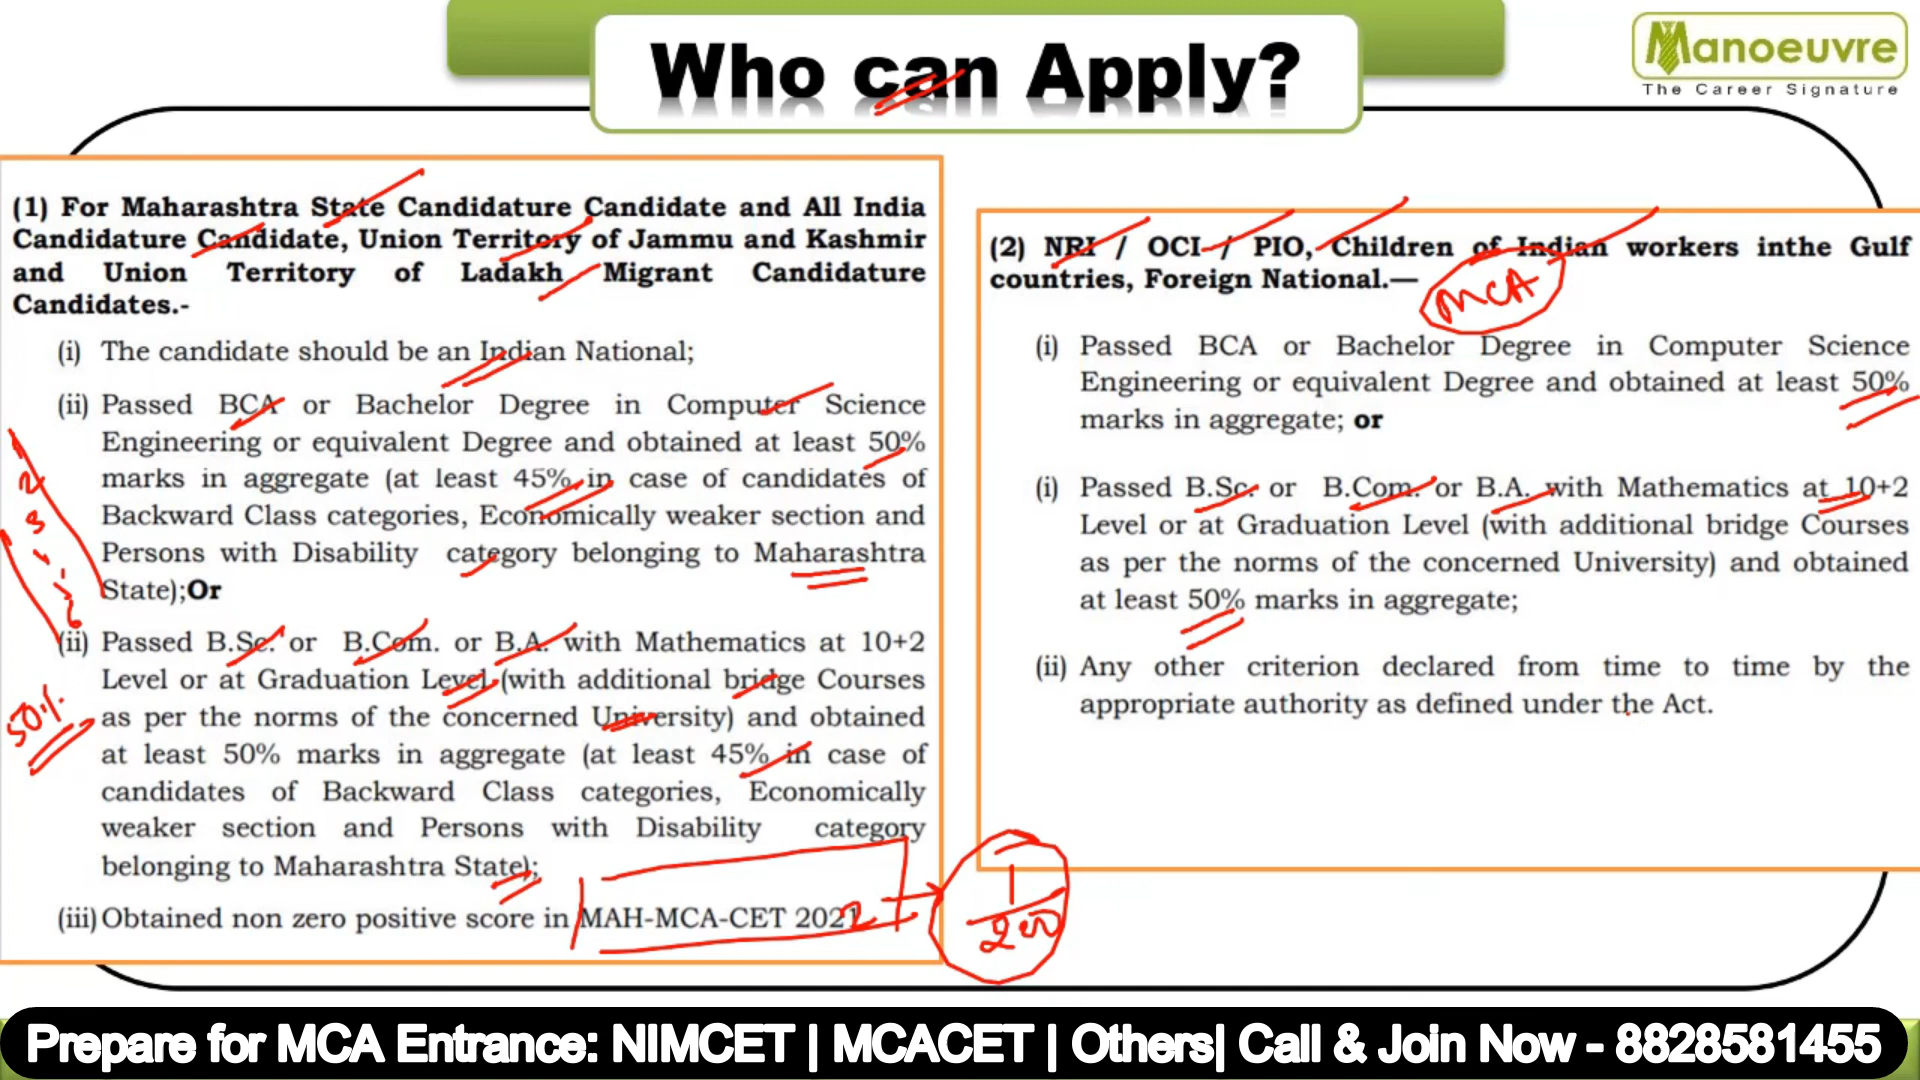 Who can Apply?
Manoeuvre
The Career Signature
(1) For Maharashtra State Candidature Candidate and All India
Candidature Candidate, Union Territory of Jammu and Kashmir
and Union Territory of Ladakh Migrant Candidature
Candidates.-
(i) The candidate should be an Indian National;
(ii) Passed BCA or Bachelor Degree in Computer Science
Engineering or equivalent Degree and obtained at least 50%
marks in aggregate (at least 45% in case of candidates of
Backward Class categories, Economically weaker section and
Persons with Disability category belonging to Maharashtra
State);Or
(ii) Passed B.Sc. or B.Com. or B.A. with Mathematics at 10+2
Level or at Graduation Level (with additional bridge Courses
as per the norms of the concerned University) and obtained
at least 50% marks in aggregate (at least 45% in case of
candidates of Backward Class categories, Economically
weaker section and Persons with Disability category
belonging to Maharashtra State);
(iii) Obtained non zero positive score in MAH-MCA-CET 2021
2
50%
1
200
(2) NRI / OCI / PIO, Children of Indian workers inthe Gulf
countries, Foreign National.—
MCA
(i) Passed BCA or Bachelor Degree in Computer Science
Engineering or equivalent Degree and obtained at least 50%
marks in aggregate; or
(i) Passed B.Sc. or B.Com. or B.A. with Mathematics at 10+2
Level or at Graduation Level (with additional bridge Courses
as per the norms of the concerned University) and obtained
at least 50% marks in aggregate;
(ii) Any other criterion declared from time to time by the
appropriate authority as defined under the Act.
Prepare for MCA Entrance: NIMCET | MCACET | Others| Call & Join Now - 8828581455